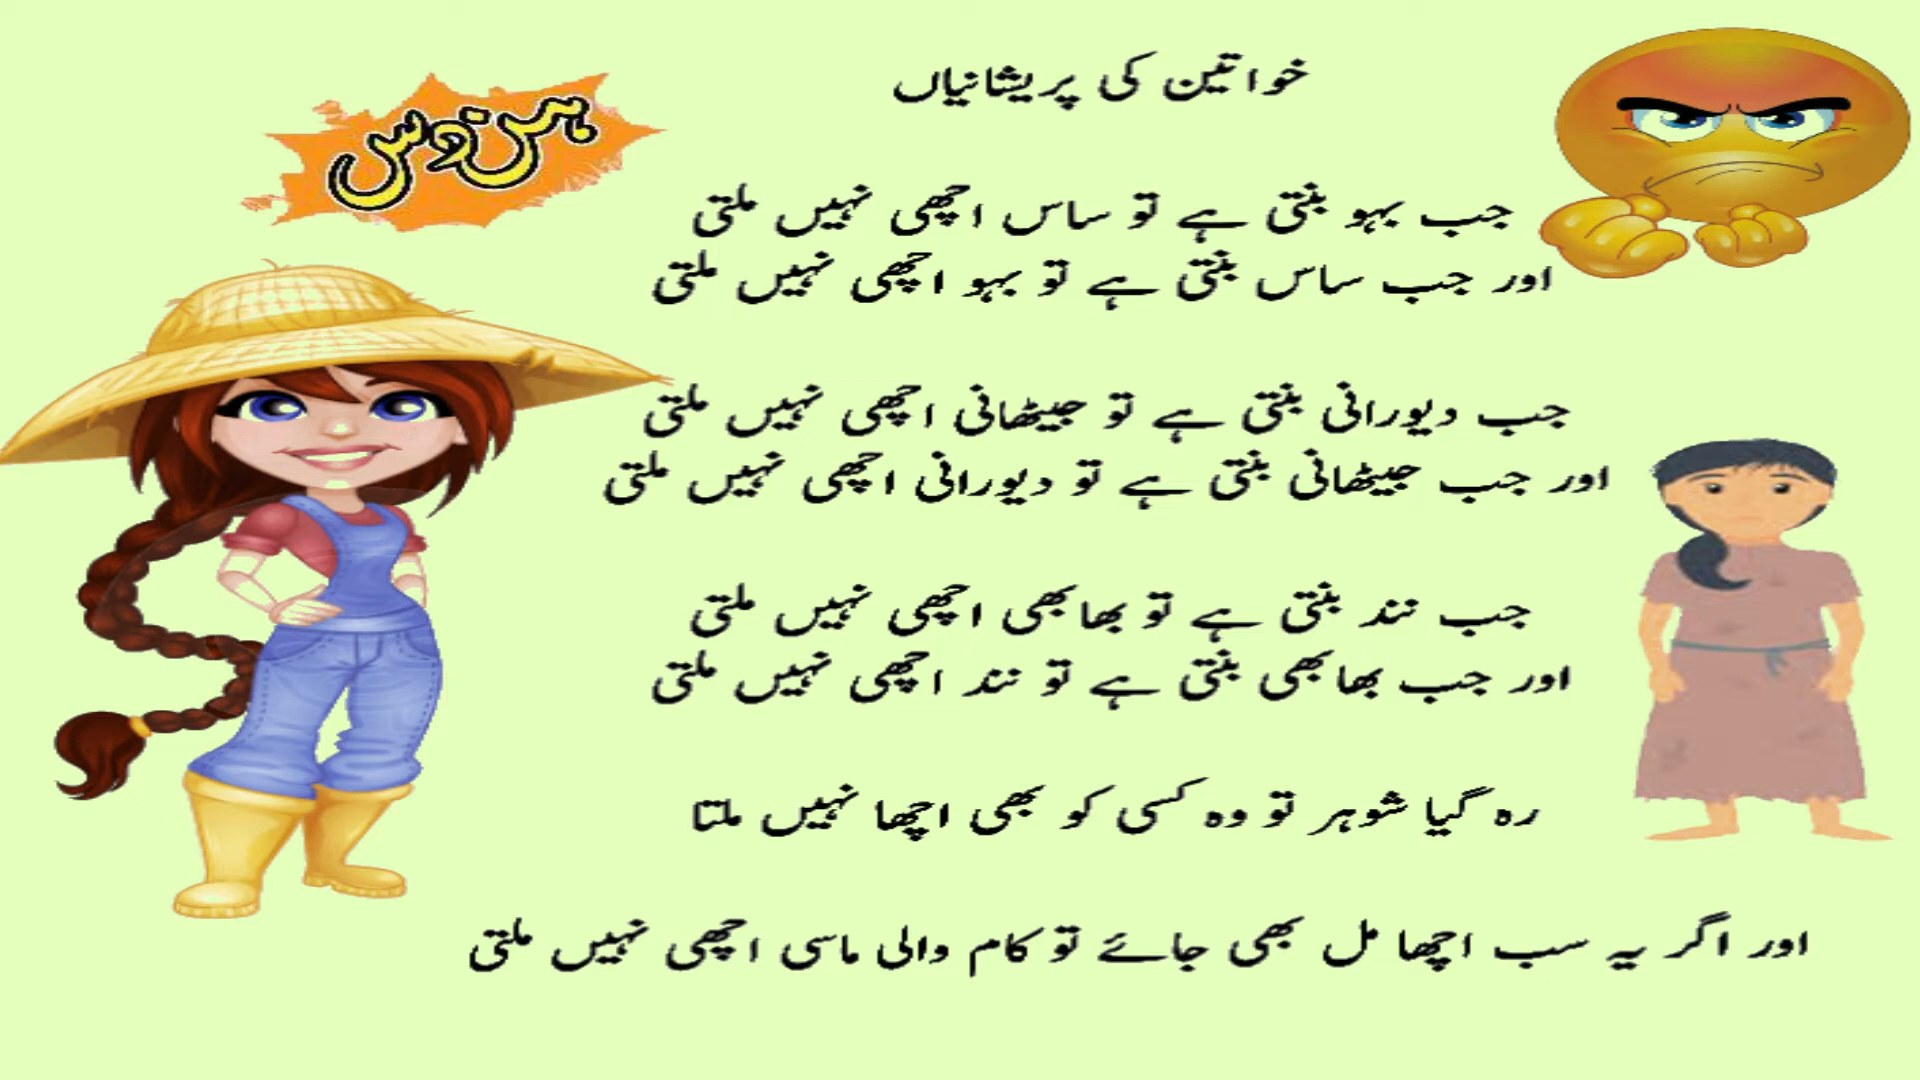 خواتین کی پریشانیاں
ہن دس
جب بہو بنتی ہے تو ساس اچھی نہیں ملتی
اور جب ساس بنتی ہے تو بہو اچھی نہیں ملتی
جب دیورانی بنتی ہے تو جیٹھانی اچھی نہیں ملتی
اور جب جیٹھانی بنتی ہے تو دیورانی اچھی نہیں ملتی
جب نند بنتی ہے تو بھابھی اچھی نہیں ملتی
اور جب بھابھی بنتی ہے تو نند اچھی نہیں ملتی
رہ گیا شوہر تو وہ کسی کو بھی اچھا نہیں ملتا
اور اگر یہ سب اچھا مل بھی جائے تو کام والی ماسی اچھی نہیں ملتی